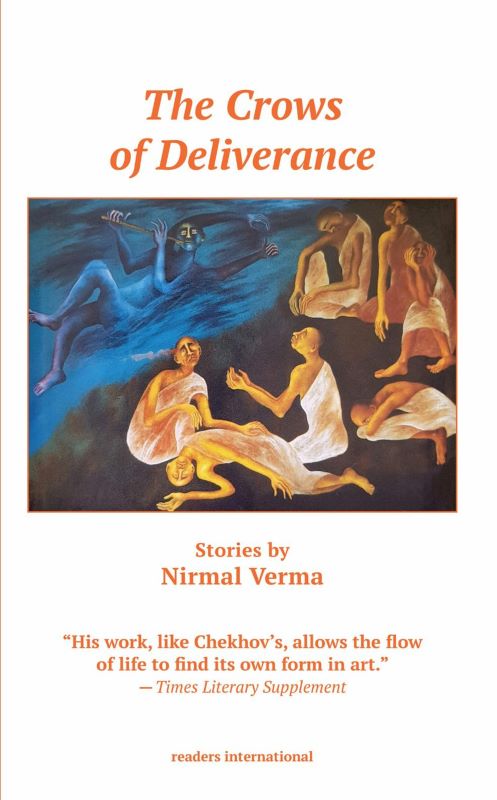 The Crows
of Deliverance
Stories by
Nirmal Verma
“His work, like Chekhov’s, allows the flow
of life to find its own form in art.”
— Times Literary Supplement
readers international